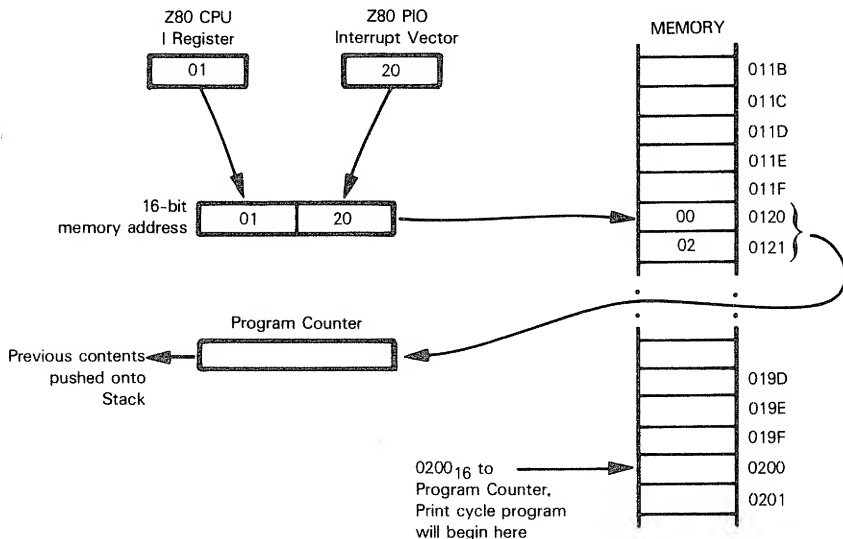 Z80 CPU
I Register
Z80 PIO
Interrupt Vector
MEMORY
01
20
011B
011C
011D
011E
011F
16-bit
memory address
01
20
00
0120
02
0121
Program Counter
Previous contents
pushed onto
Stack
019D
019E
019F
0200₁₆ to
Program Counter,
Print cycle program
will begin here
0200
0201